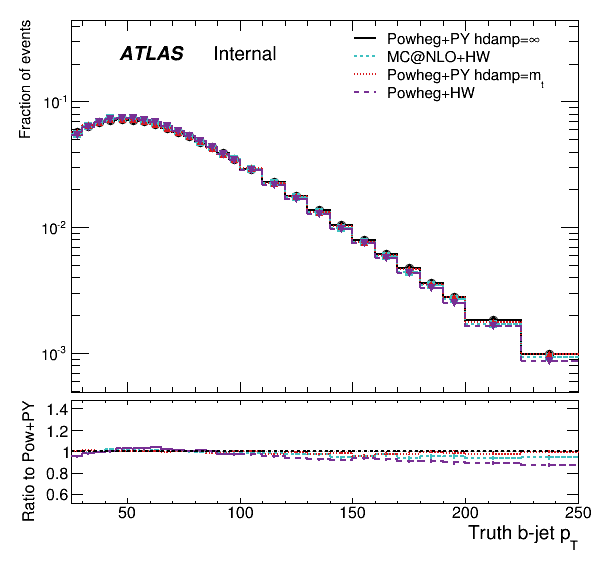 Fraction of events
ATLAS Internal
Powheg+PY hdamp=∞
MC@NLO+HW
Powheg+PY hdamp=m_t
Powheg+HW
10^-1
10^-2
10^-3
Ratio to Pow+PY
1.4
1.2
1
0.8
0.6
50 100 150 200 250
Truth b-jet p_T